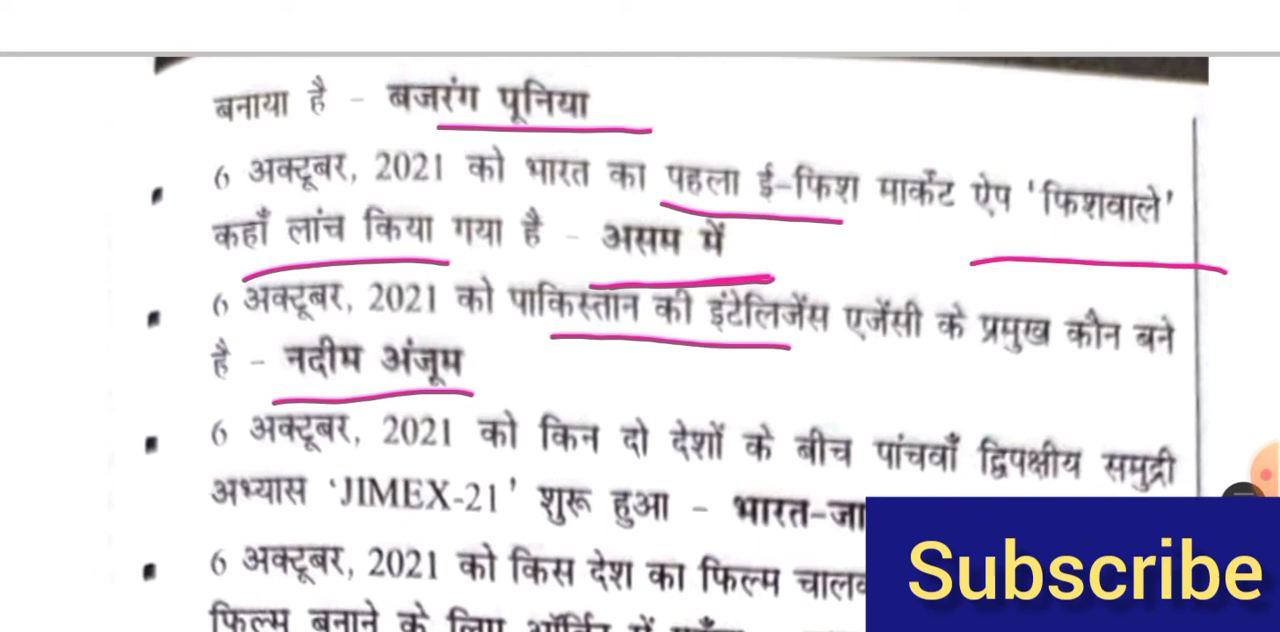 बनाया है - बजरंग पूनिया
6 अक्टूबर, 2021 को भारत का पहला ई-फिश मार्केट ऐप 'फिशवाले'
कहाँ लांच किया गया है - असम में
6 अक्टूबर, 2021 को पाकिस्तान की इंटेलिजेंस एजेंसी के प्रमुख कौन बने
है - नदीम अंजूम
6 अक्टूबर, 2021 को किन दो देशों के बीच पांचवाँ द्विपक्षीय समुद्री
अभ्यास 'JIMEX-21' शुरू हुआ - भारत-जा
6 अक्टूबर, 2021 को किस देश का फिल्म
फिल्म बनाने के लिए
Subscribe